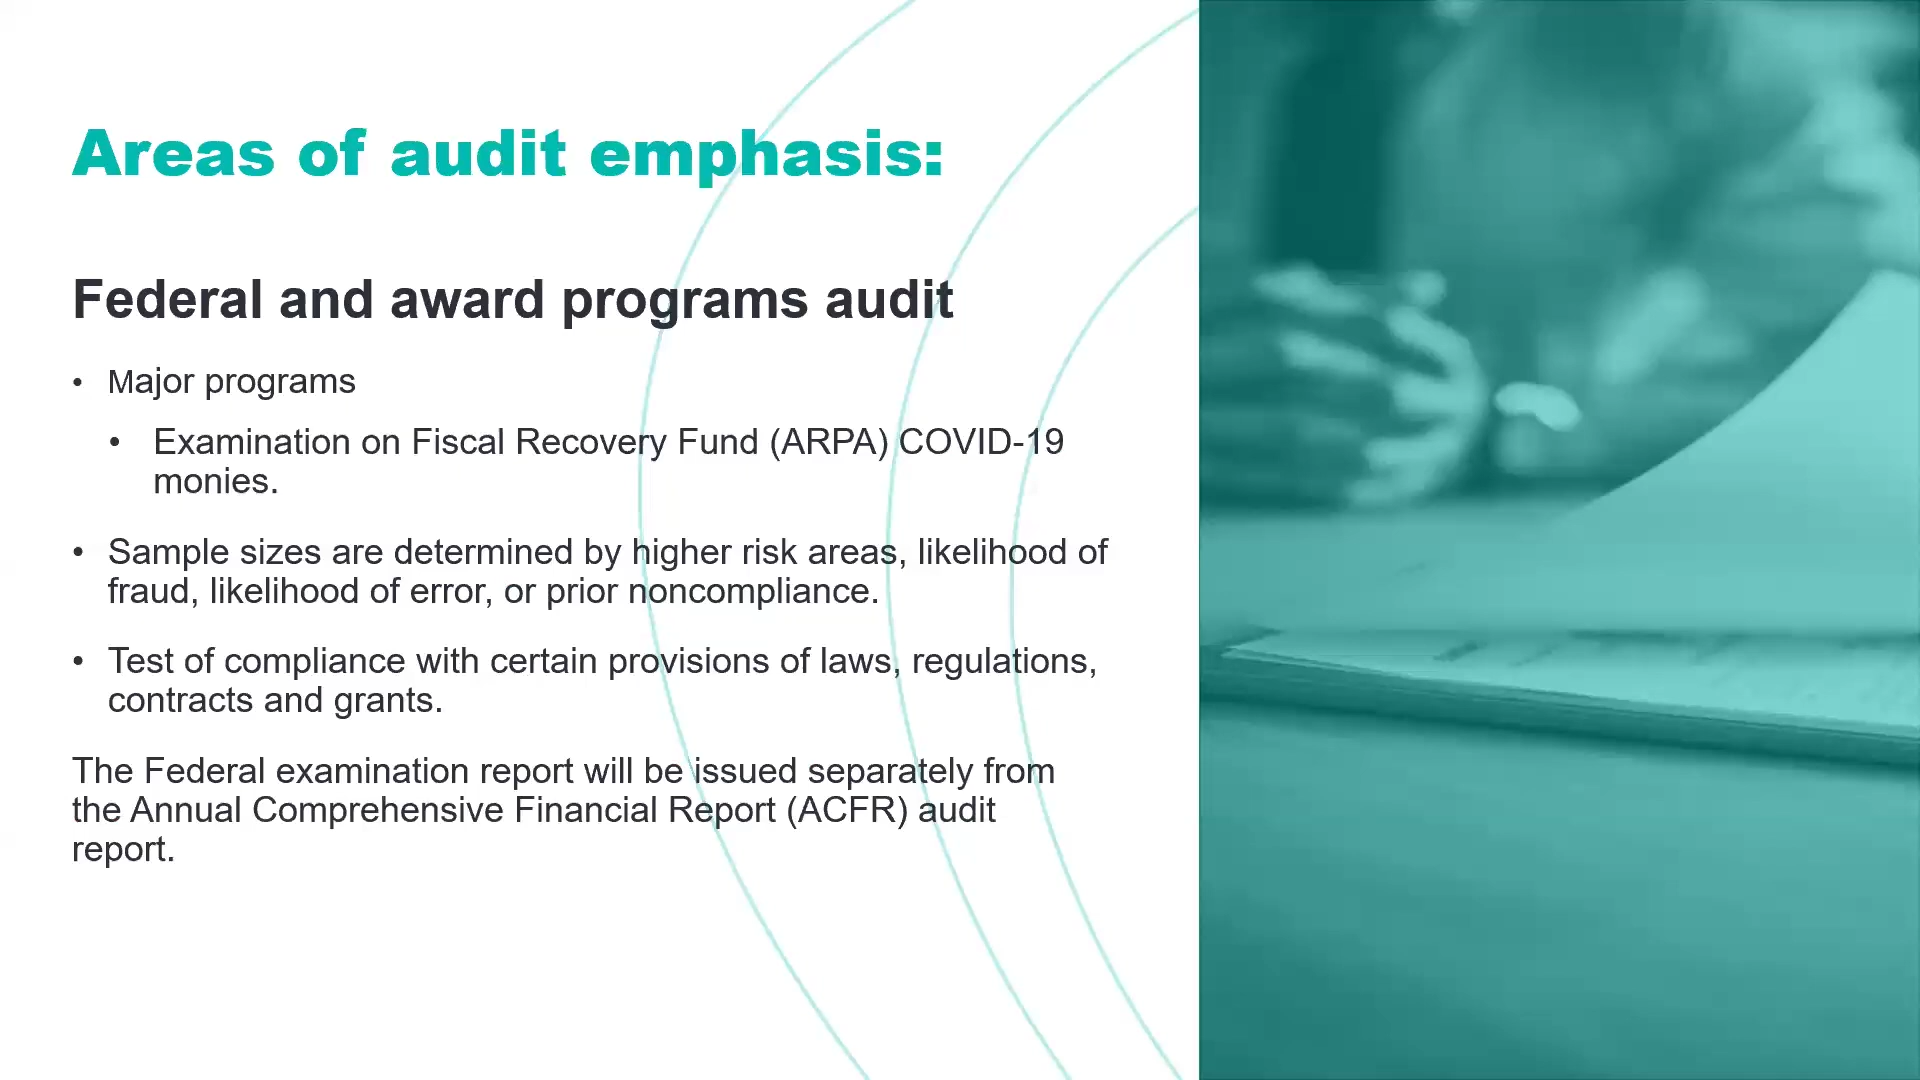 Areas of audit emphasis:
Federal and award programs audit
• Major programs
• Examination on Fiscal Recovery Fund (ARPA) COVID-19
monies.
• Sample sizes are determined by higher risk areas, likelihood of
fraud, likelihood of error, or prior noncompliance.
• Test of compliance with certain provisions of laws, regulations,
contracts and grants.
The Federal examination report will be issued separately from
the Annual Comprehensive Financial Report (ACFR) audit
report.